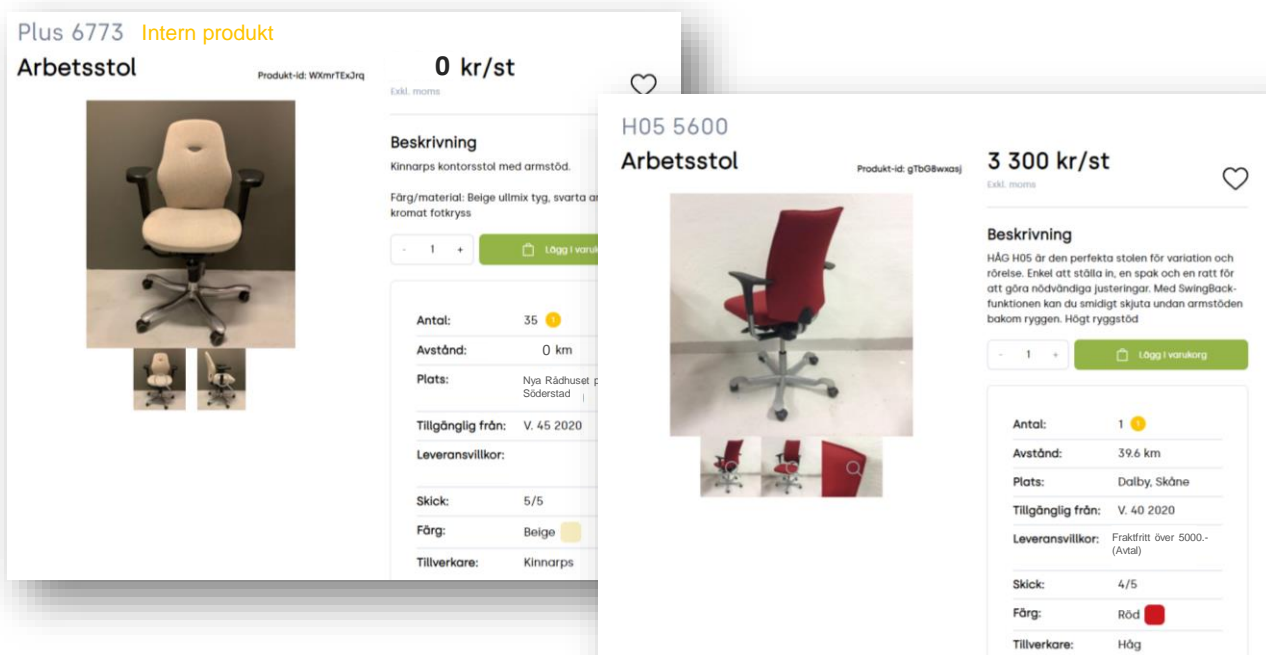 Plus 6773 Intern produkt
Arbetsstol
Produkt-id: WXmrTExJrq
0 kr/st
Exkl. moms
Beskrivning
Kinnarps kontorsstol med armstöd.
Färg/material: Beige ullmix tyg, svarta
kromat fotkryss
- 1 +
Lägg i
Antal: 35
Avstånd: 0 km
Plats: Nya Rådhuset
Söderstad
Tillgänglig från: V. 45 2020
Leveransvillkor:
Skick: 5/5
Färg: Beige
Tillverkare: Kinnarps
H05 5600
Arbetsstol
Produkt-id: gTbG8wxasj
3 300 kr/st
Exkl. moms
Beskrivning
HÅG H05 är den perfekta stolen för variation och
rörelse. Enkel att ställa in, en spak och en ratt för
att göra nödvändiga justeringar. Med SwingBack-
funktionen kan du smidigt skjuta undan armstöden
bakom ryggen. Högt ryggstöd
- 1 +
Lägg i varukorg
Antal: 1
Avstånd: 39.6 km
Plats: Dalby, Skåne
Tillgänglig från: V. 40 2020
Leveransvillkor: Fraktfritt över 5000.-
(Avtal)
Skick: 4/5
Färg: Röd
Tillverkare: Håg